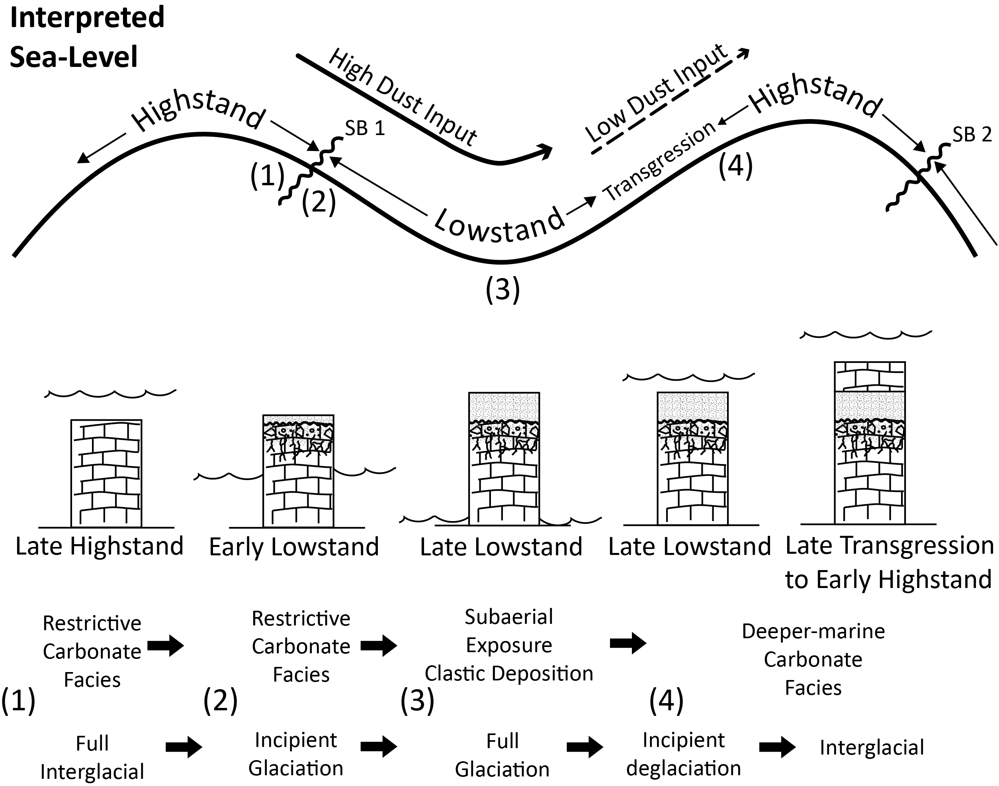 Interpreted
Sea-Level
Highstand
SB 1
High Dust Input
Low Dust Input
Highstand
SB 2
Transgression
Lowstand
(1)
(2)
(3)
(4)
Late Highstand
Early Lowstand
Late Lowstand
Late Lowstand
Late Transgression
to Early Highstand
Restrictive
Carbonate
Facies
Restrictive
Carbonate
Facies
Subaerial
Exposure
Clastic Deposition
Deeper-marine
Carbonate
Facies
(1)
(2)
(3)
(4)
Full
Interglacial
Incipient
Glaciation
Full
Glaciation
Incipient
deglaciation
Interglacial